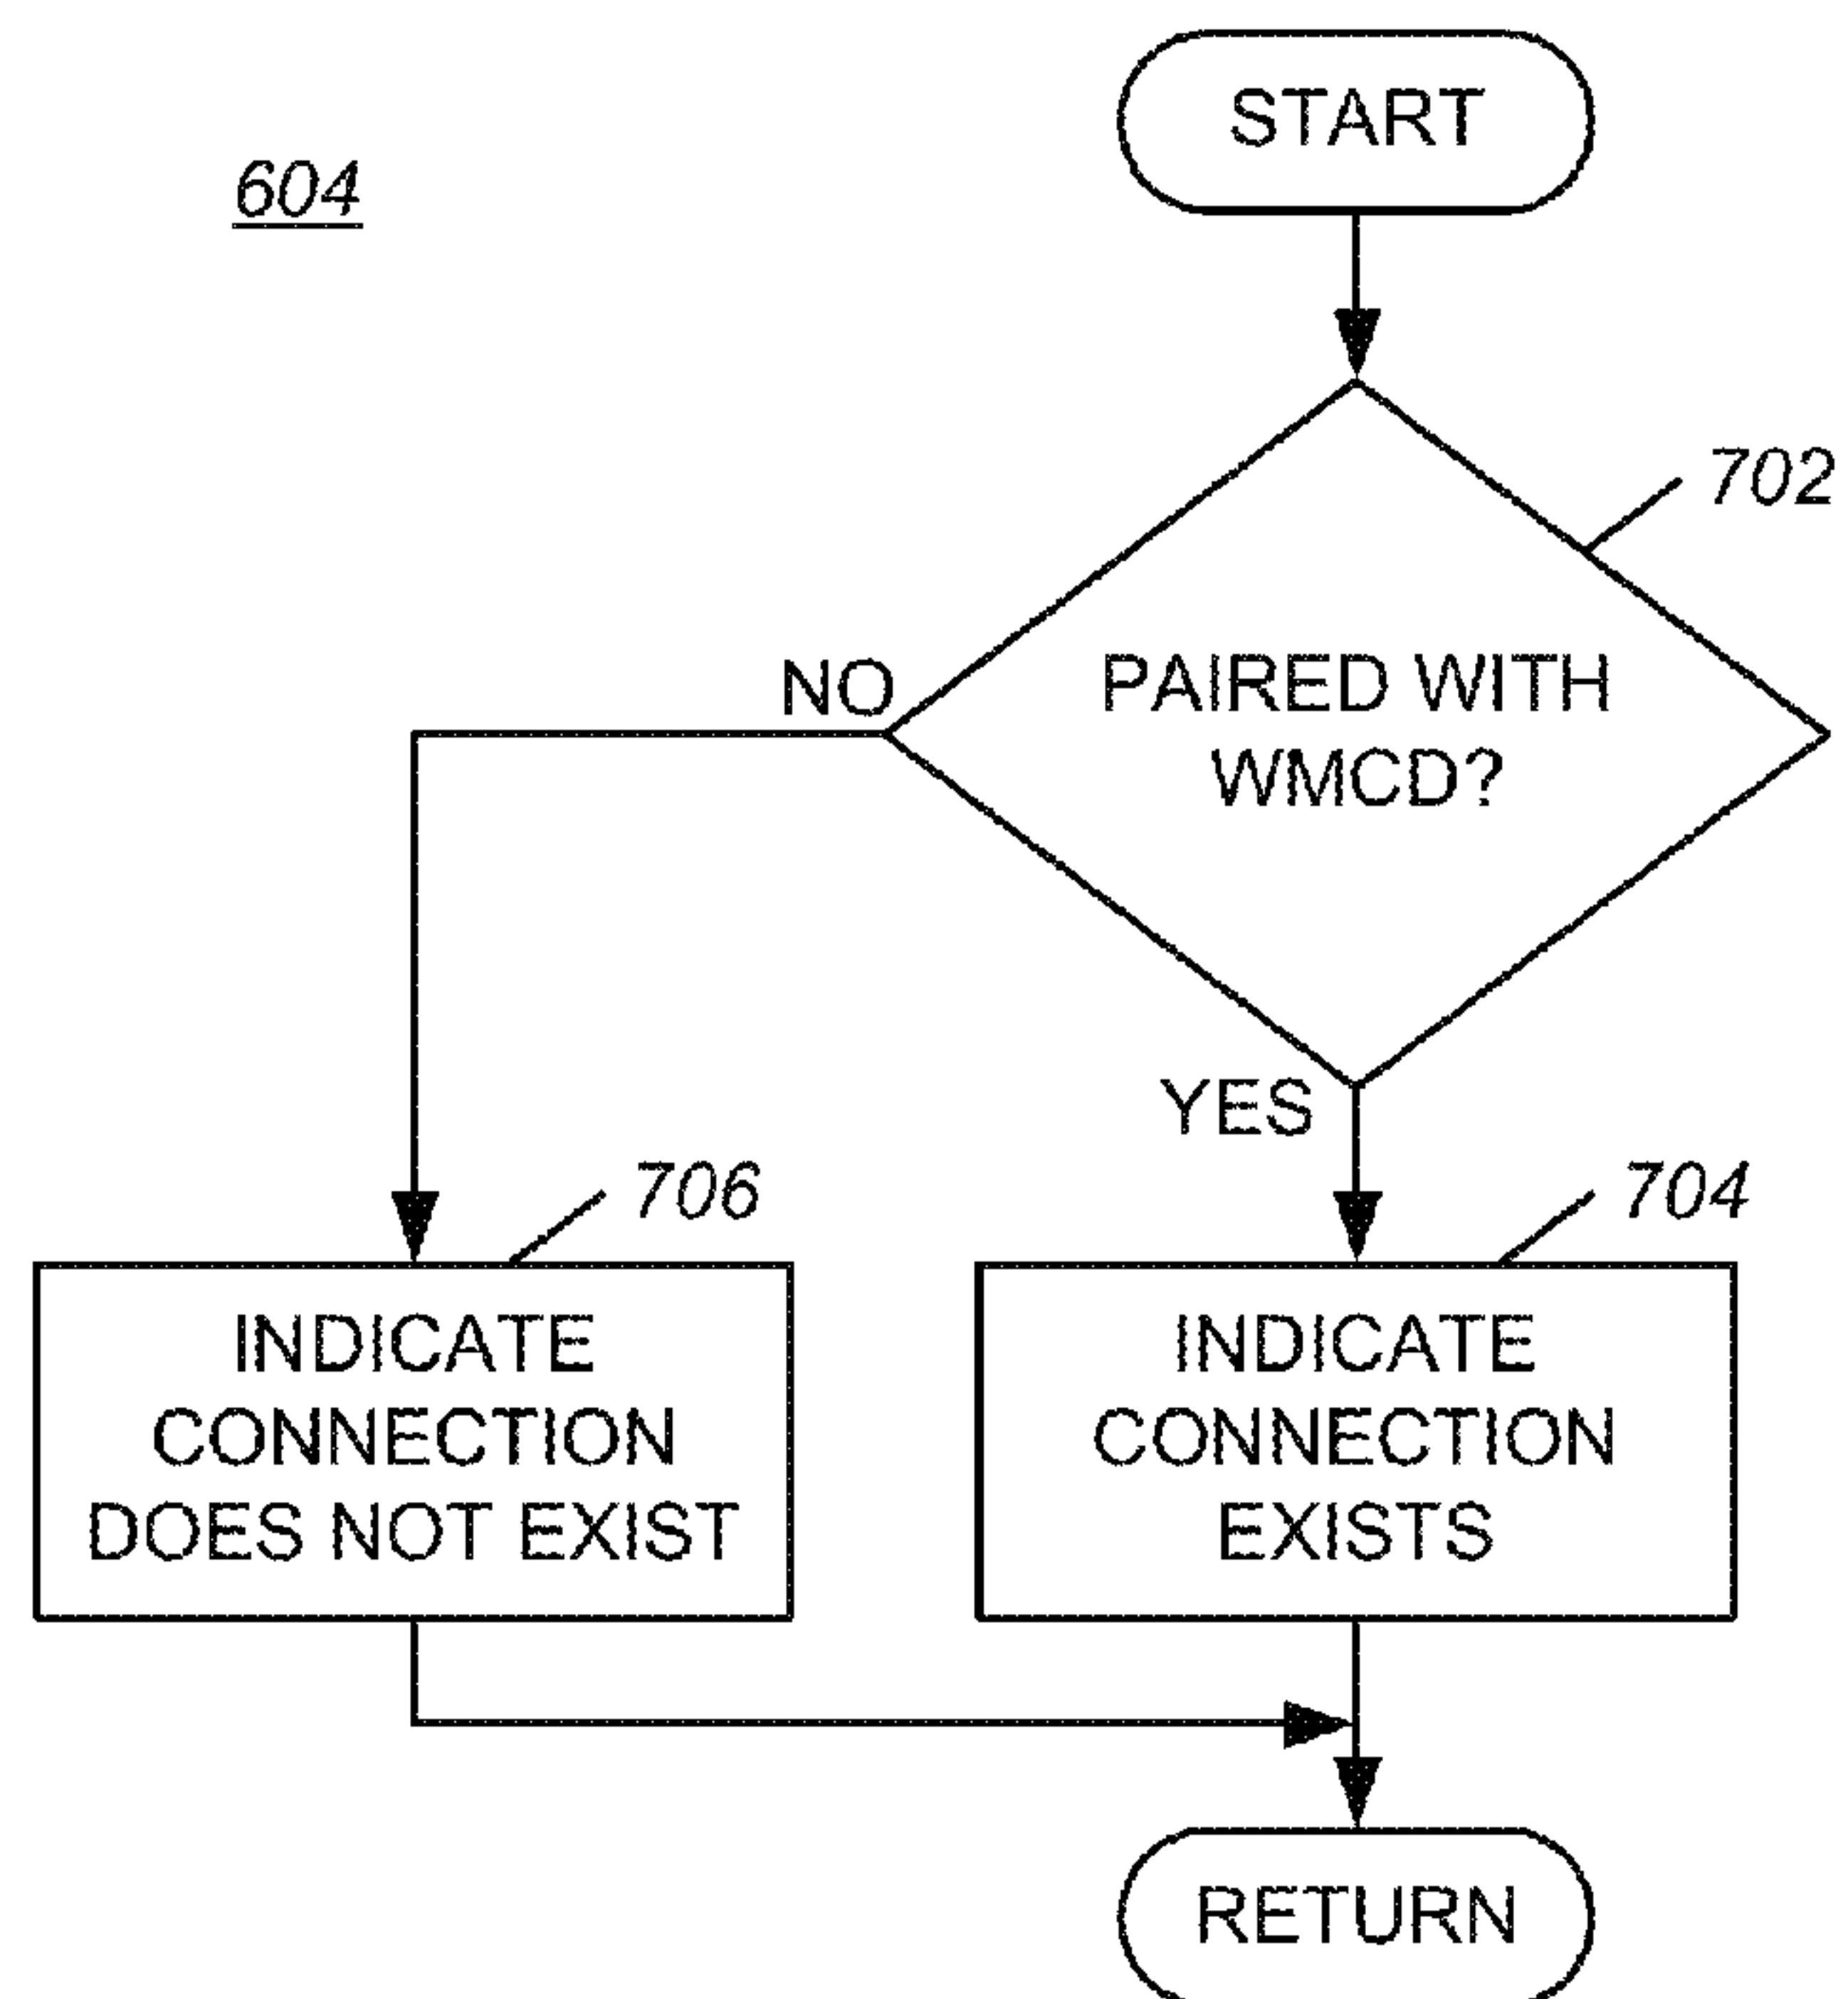 START
604
702
PAIRED WITH
WMCD?
NO
YES
706
704
INDICATE
CONNECTION
DOES NOT EXIST
INDICATE
CONNECTION
EXISTS
RETURN